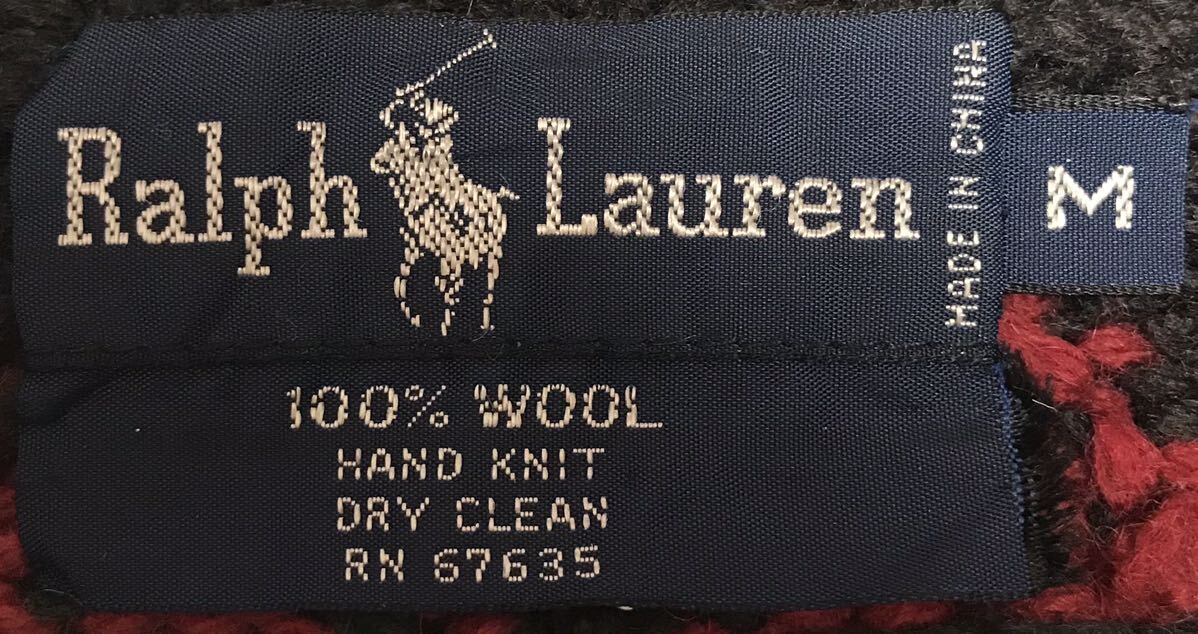 Ralph Lauren
MADE IN CHINA
M
100% WOOL
HAND KNIT
DRY CLEAN
RN 67635